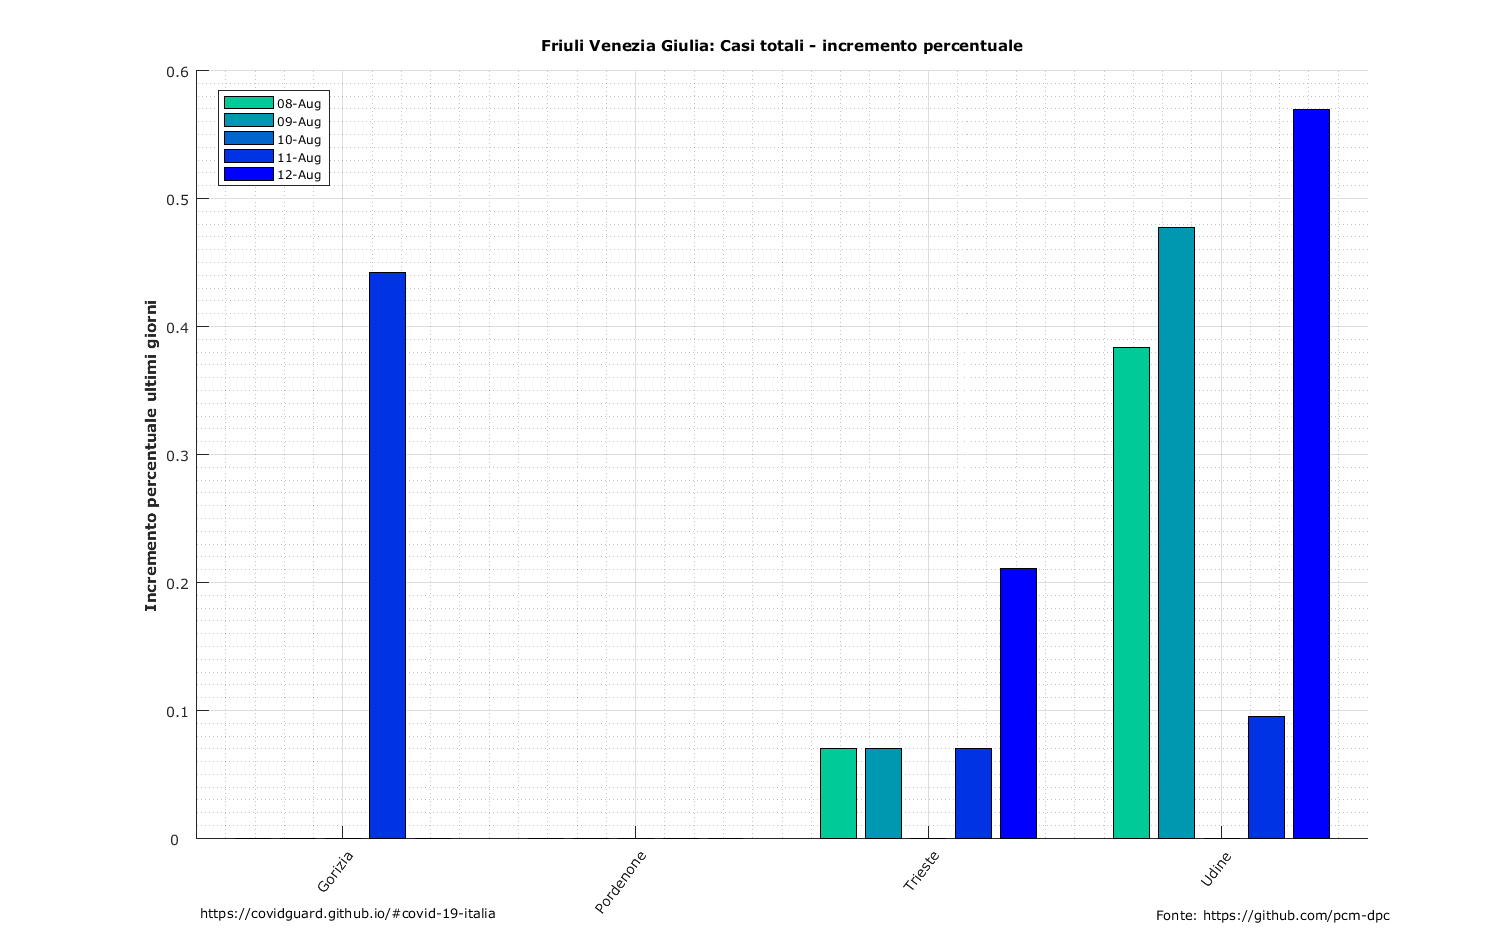 Friuli Venezia Giulia: Casi totali - incremento percentuale
0.6
0.5
0.4
0.3
0.2
0.1
0
Incremento percentuale ultimi giorni
08-Aug
09-Aug
10-Aug
11-Aug
12-Aug
Gorizia
Pordenone
Trieste
Udine
https://covidguard.github.io/#covid-19-italia
Fonte: https://github.com/pcm-dpc